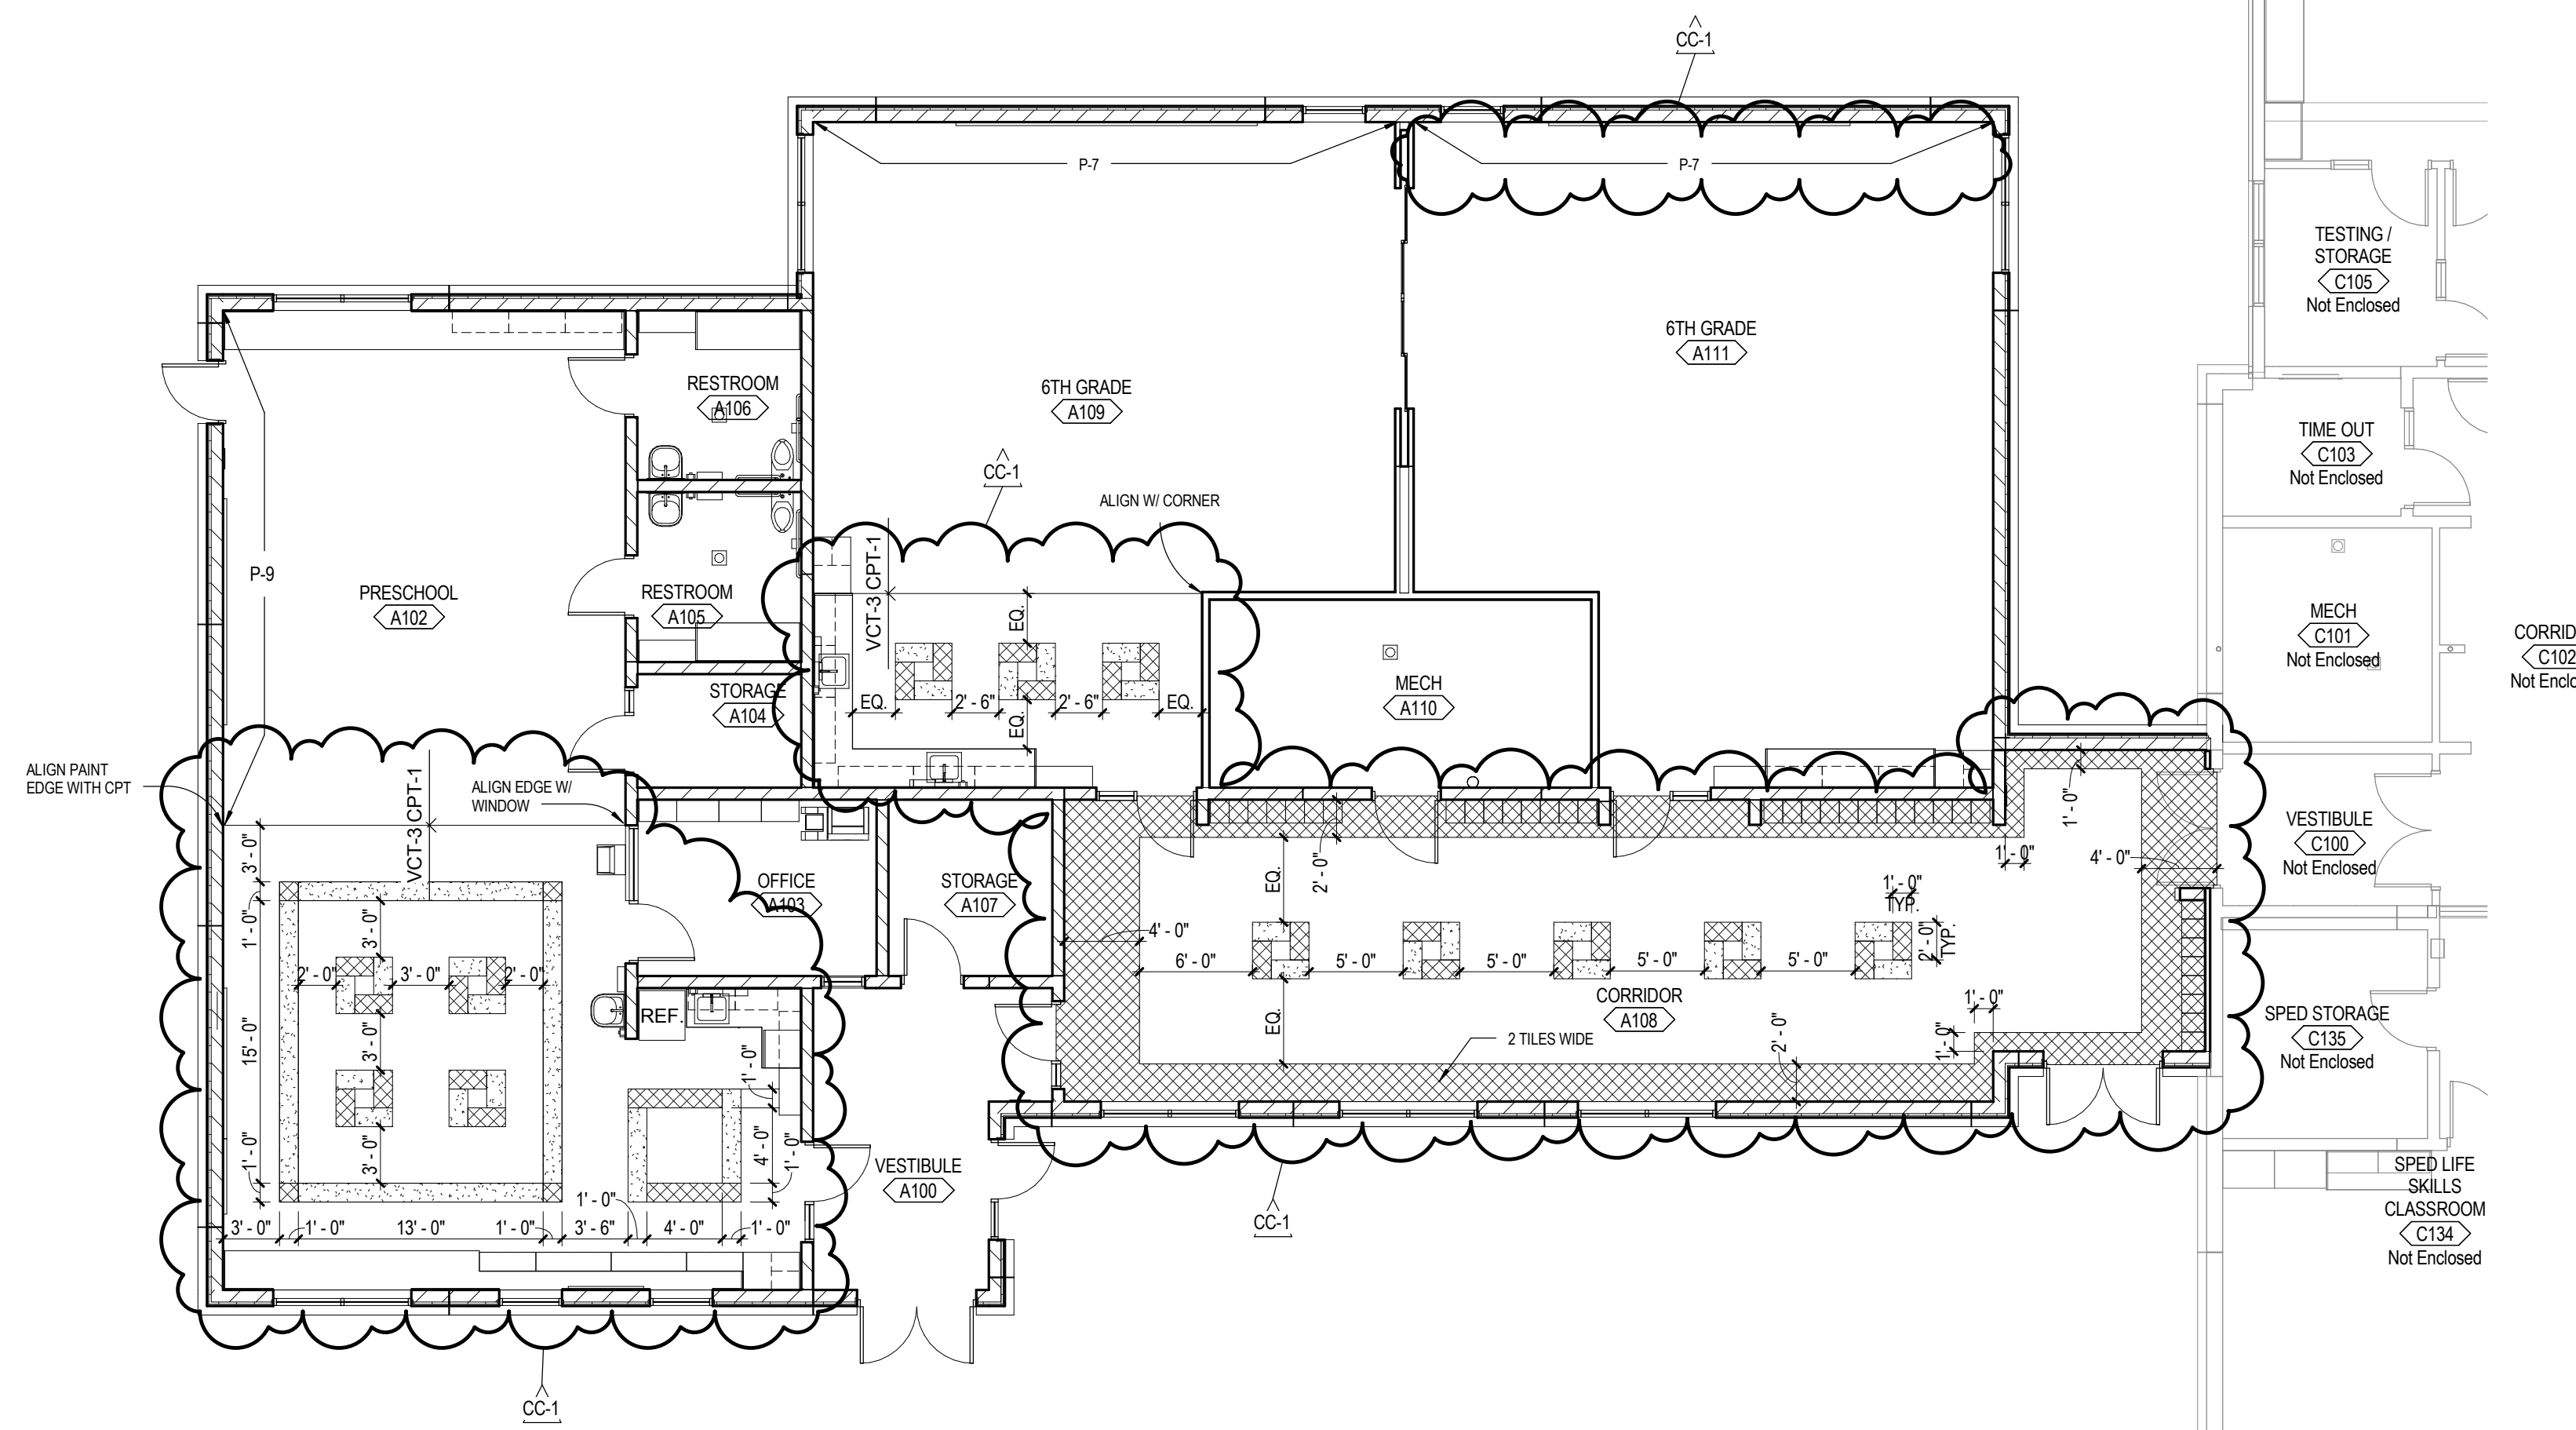 CC-1
P-7
P-7
TESTING /
STORAGE
C105
Not Enclosed
6TH GRADE
A111
6TH GRADE
A109
RESTROOM
A106
TIME OUT
C103
Not Enclosed
CC-1
ALIGN W/ CORNER
VCT-3 CPT-1
P-9
PRESCHOOL
A102
RESTROOM
A105
EQ.
EQ.
EQ.
2' - 6"
2' - 6"
EQ.
MECH
A110
MECH
C101
Not Enclosed
CORRID
C102
Not Enclo
STORAGE
A104
ALIGN PAINT
EDGE WITH CPT
VCT-3 CPT-1
ALIGN EDGE W/
WINDOW
OFFICE
A103
STORAGE
A107
VESTIBULE
C100
Not Enclosed
3' - 0"
1' - 0"
15' - 0"
1' - 0"
3' - 0"
2' - 0"
3' - 0"
2' - 0"
3' - 0"
3' - 0"
REF.
1' - 0"
4' - 0"
1' - 0"
3' - 0"
1' - 0"
13' - 0"
1' - 0"
3' - 6"
1' - 0"
4' - 0"
1' - 0"
VESTIBULE
A100
4' - 0"
EQ.
2' - 0"
EQ.
6' - 0"
5' - 0"
5' - 0"
5' - 0"
5' - 0"
1' - 0"
TYP.
2' - 0"
TYP.
1' - 0"
1' - 0"
4' - 0"
CORRIDOR
A108
2 TILES WIDE
2' - 0"
1' - 0"
1' - 0"
SPED STORAGE
C135
Not Enclosed
SPED LIFE
SKILLS
CLASSROOM
C134
Not Enclosed
CC-1
CC-1